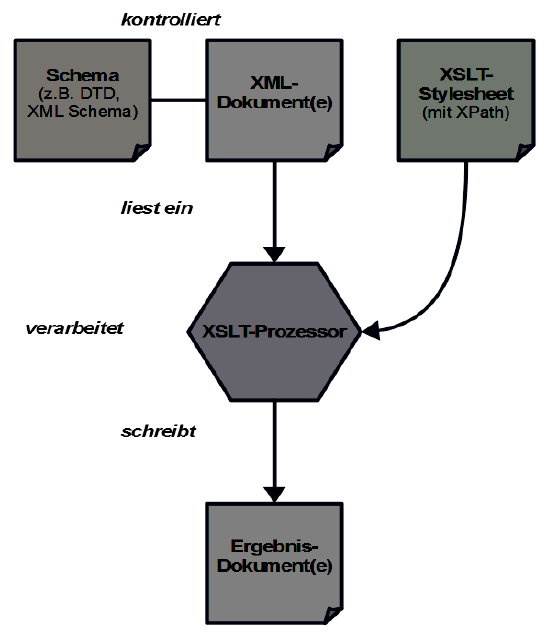 kontrolliert
Schema
(z.B. DTD,
XML Schema)
XML-
Dokument(e)
XSLT-
Stylesheet
(mit XPath)
liest ein
verarbeitet
XSLT-Prozessor
schreibt
Ergebnis-
Dokument(e)